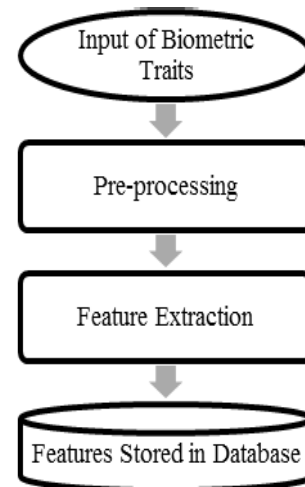 Input of Biometric
Traits
Pre-processing
Feature Extraction
Features Stored in Database